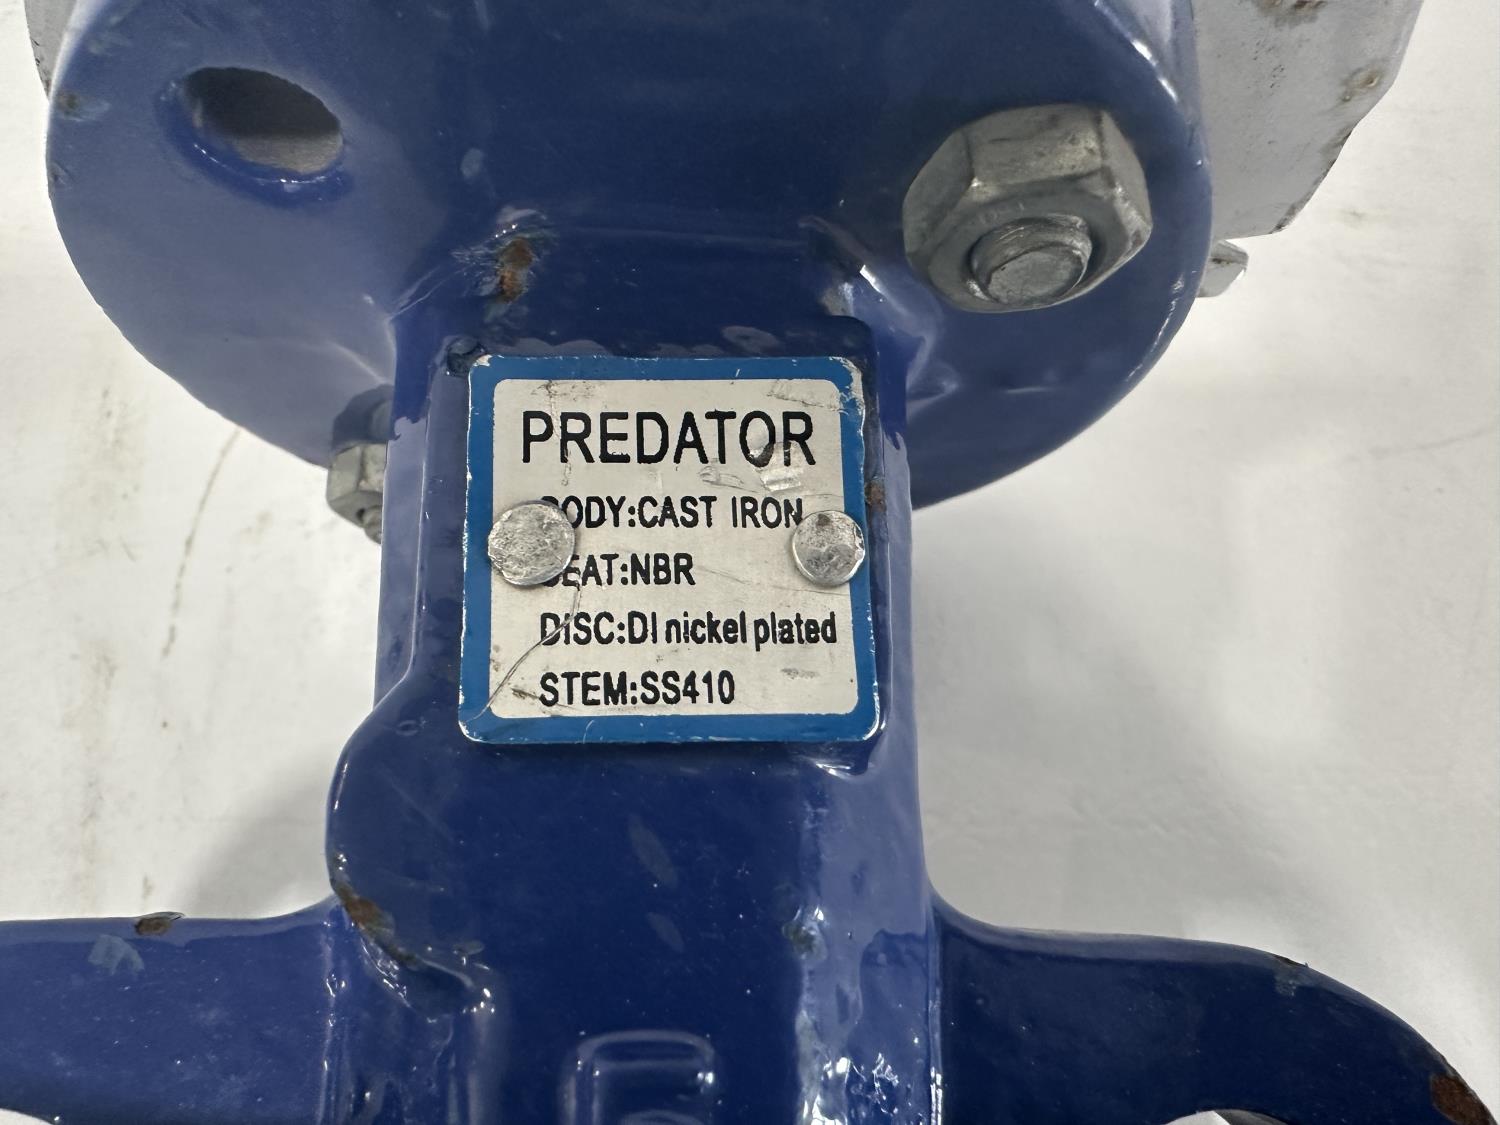 PREDATOR
BODY:CAST IRON
SEAT:NBR
DISC:DI nickel plated
STEM:SS410